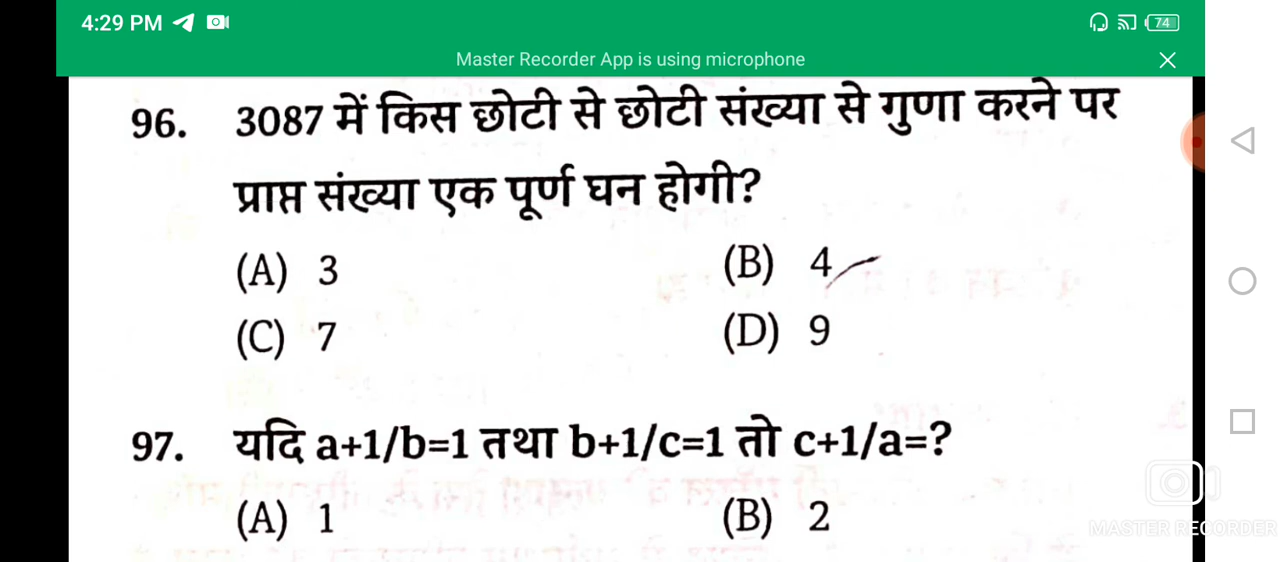 4:29 PM 74
Master Recorder App is using microphone
96. 3087 में किस छोटी से छोटी संख्या से गुणा करने पर
प्राप्त संख्या एक पूर्ण घन होगी?
(A) 3 (B) 4
(C) 7 (D) 9
97. यदि a+1/b=1 तथा b+1/c=1 तो c+1/a=?
(A) 1 (B) 2
MASTER RECORDER